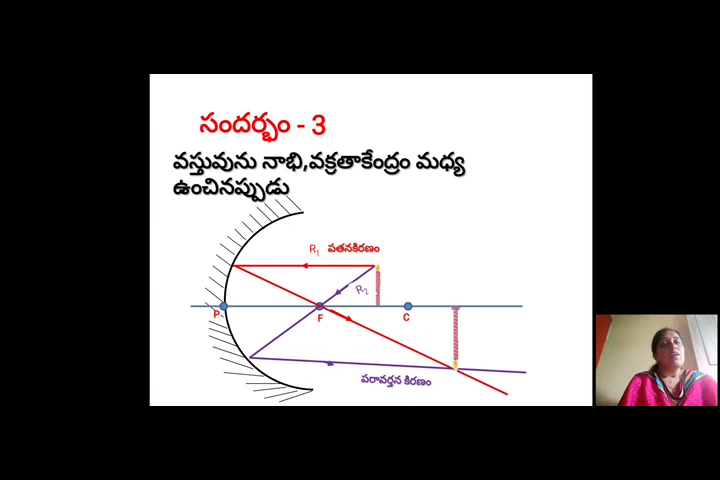 సందర్భం - 3
వస్తువును నాభి,వక్రతాకేంద్రం మధ్య
ఉంచినప్పుడు
R1 పతనకిరణం
R2
P F C
పరావర్తన కిరణం